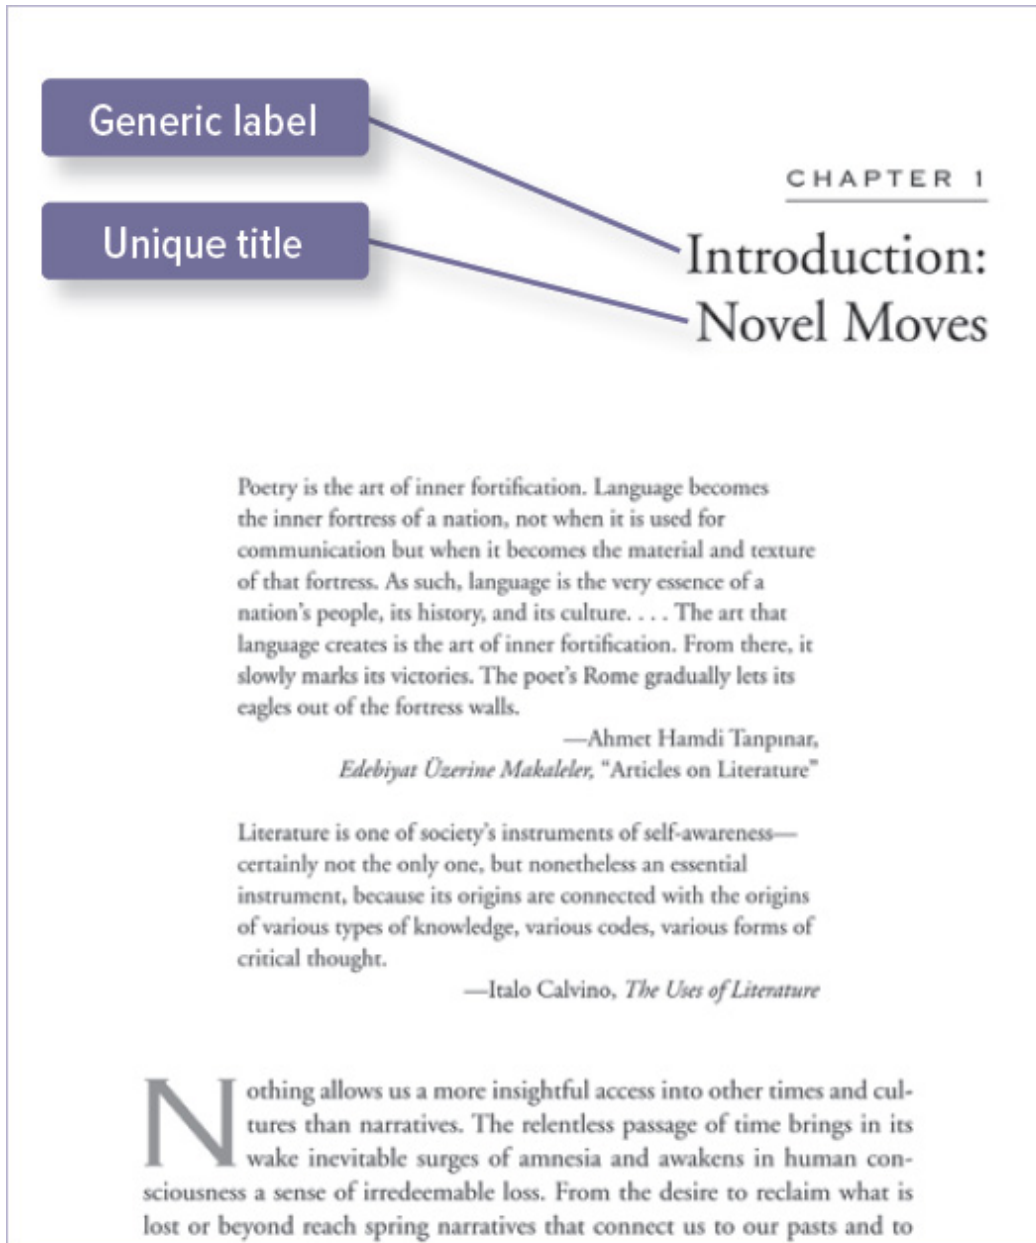 Generic label
Unique title
CHAPTER 1
Introduction:
Novel Moves
Poetry is the art of inner fortification. Language becomes
the inner fortress of a nation, not when it is used for
communication but when it becomes the material and texture
of that fortress. As such, language is the very essence of a
nation’s people, its history, and its culture. . . . The art that
language creates is the art of inner fortification. From there, it
slowly marks its victories. The poet’s Rome gradually lets its
eagles out of the fortress walls.
—Ahmet Hamdi Tanpınar,
Edebiyat Üzerine Makaleler, “Articles on Literature”
Literature is one of society’s instruments of self-awareness—
certainly not the only one, but nonetheless an essential
instrument, because its origins are connected with the origins
of various types of knowledge, various codes, various forms of
critical thought.
—Italo Calvino, The Uses of Literature
Nothing allows us a more insightful access into other times and cul-
tures than narratives. The relentless passage of time brings in its
wake inevitable surges of amnesia and awakens in human con-
sciousness a sense of irredeemable loss. From the desire to reclaim what is
lost or beyond reach spring narratives that connect us to our pasts and to